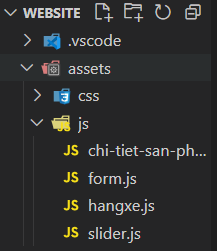 WEBSITE
.vscode
assets
css
js
JS chi-tiet-san-ph...
JS form.js
JS hangxe.js
JS slider.js